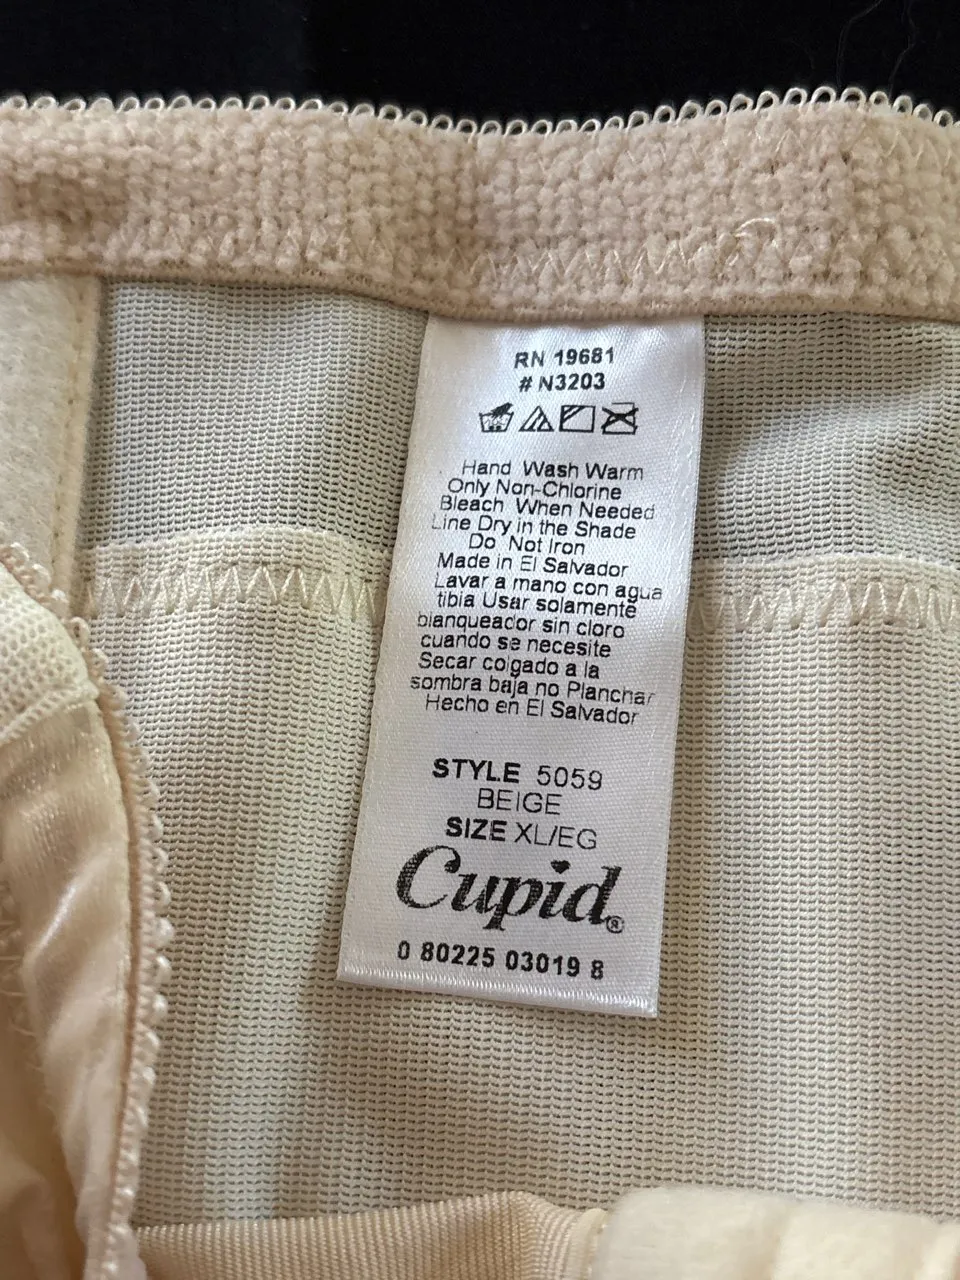 RN 19681
# N3203
Hand Wash Warm
Only Non-Chlorine
Bleach When Needed
Line Dry in the Shade
Do Not Iron
Made in El Salvador
Lavar a mano con agua
tibia Usar solamente
blanqueador sin cloro
cuando se necesite
Secar colgado a la
sombra baja no Planchar
Hecho en El Salvador
STYLE 5059
BEIGE
SIZE XL/EG
Cupid®
0 80225 03019 8